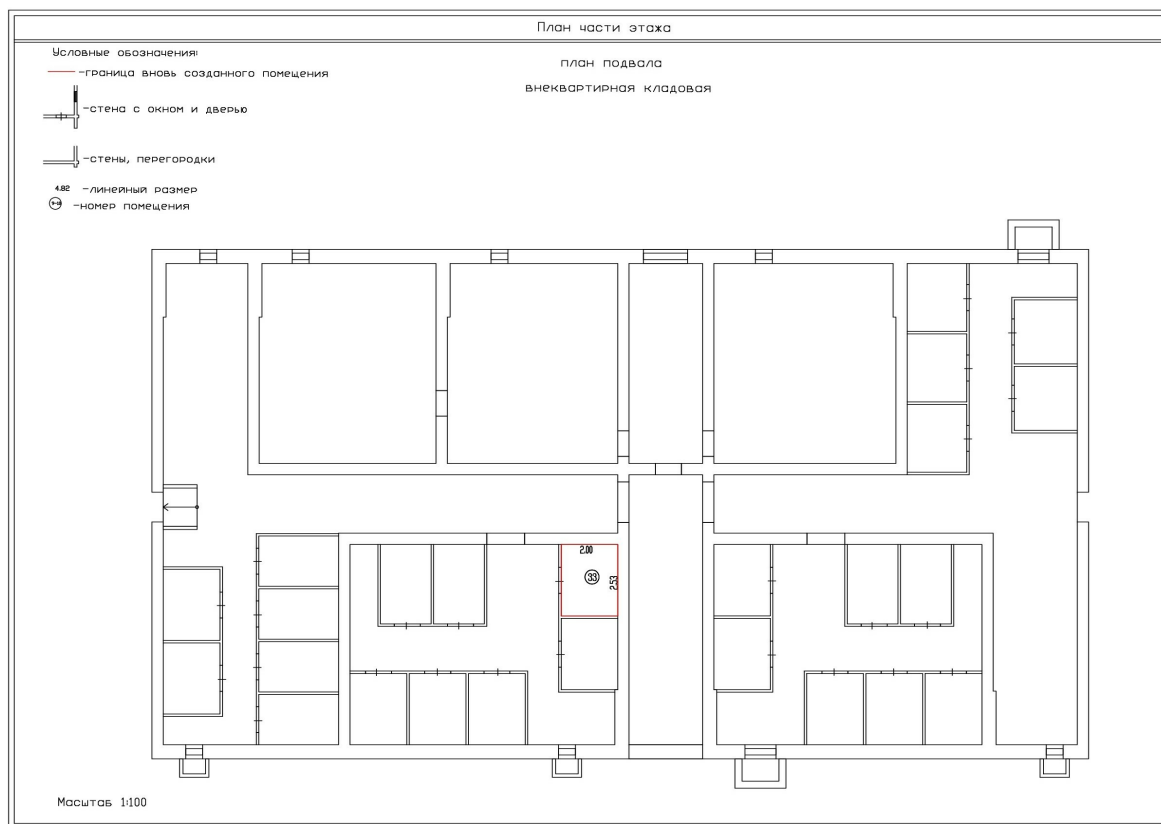 План части этажа
Условные обозначения:
план подвала
-граница вновь созданного помещения
внеквартирная кладовая
-стена с окном и дверью
-стены, перегородки
4.82 -линейный размер
-номер помещения
2.00
33
2.53
Масштаб 1:100